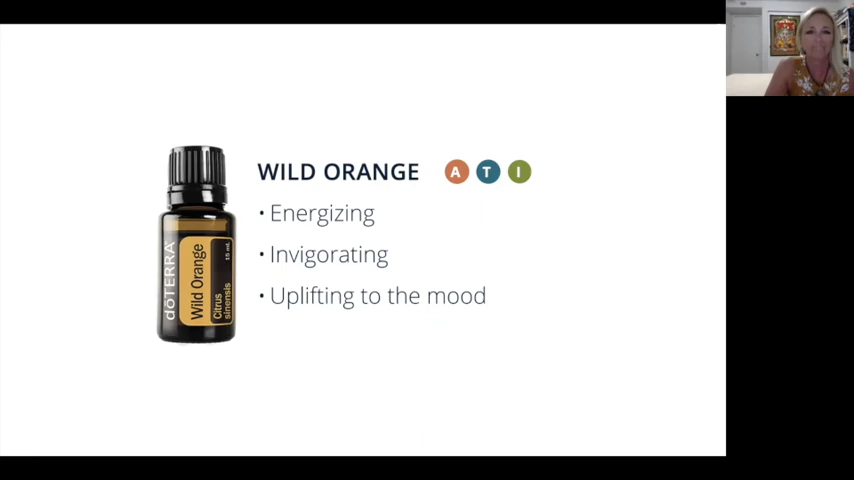 WILD ORANGE A T I
• Energizing
• Invigorating
• Uplifting to the mood
dōTERRA
Wild Orange
Citrus
sinensis
15 mL